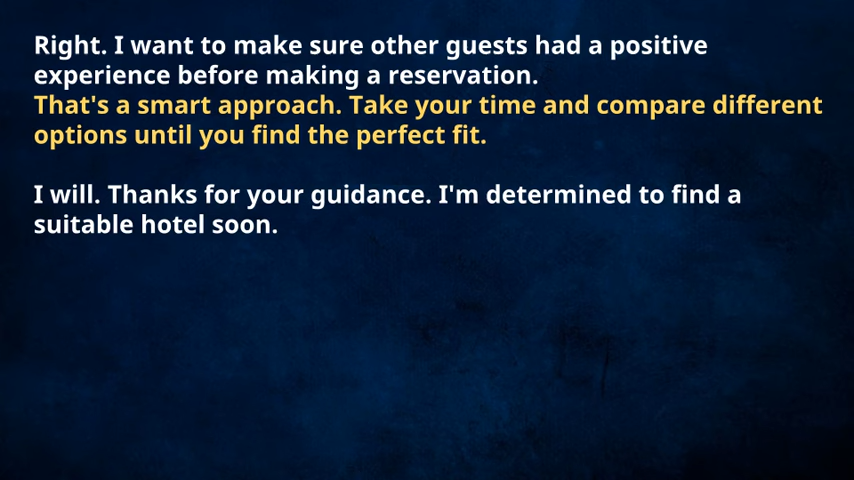 Right. I want to make sure other guests had a positive
experience before making a reservation.
That's a smart approach. Take your time and compare different
options until you find the perfect fit.
I will. Thanks for your guidance. I'm determined to find a
suitable hotel soon.